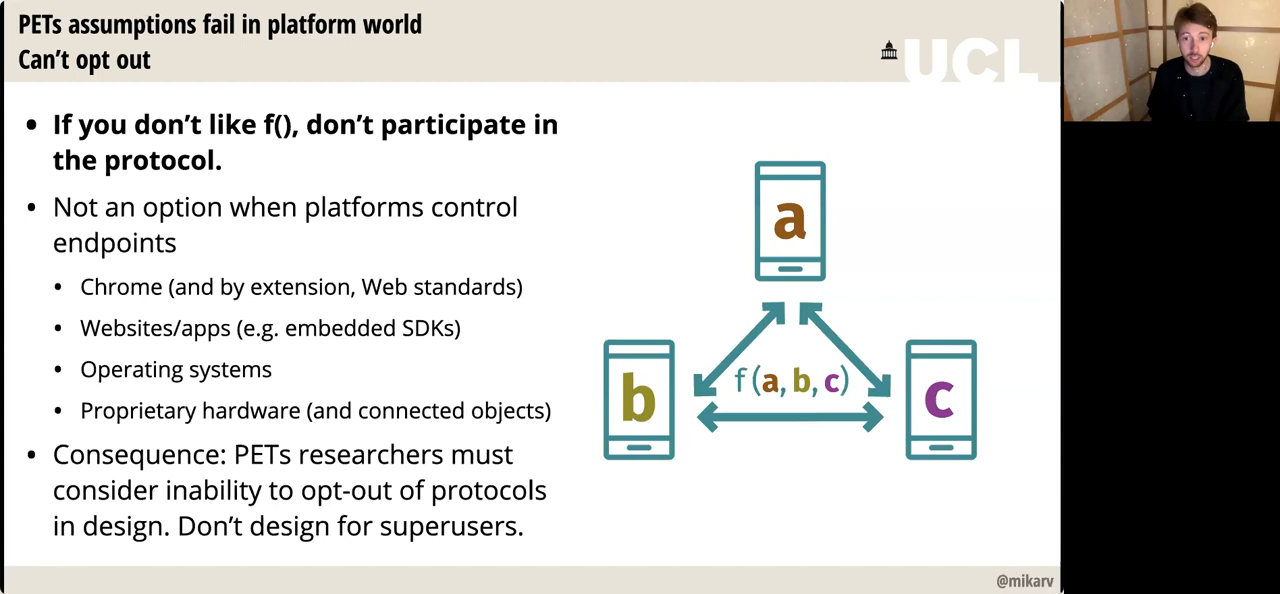 PETs assumptions fail in platform world
Can't opt out
UCL
• If you don't like f(), don't participate in
the protocol.
• Not an option when platforms control
endpoints
• Chrome (and by extension, Web standards)
• Websites/apps (e.g. embedded SDKs)
• Operating systems
• Proprietary hardware (and connected objects)
• Consequence: PETs researchers must
consider inability to opt-out of protocols
in design. Don't design for superusers.
a
b
f(a, b, c)
c
@mikarv